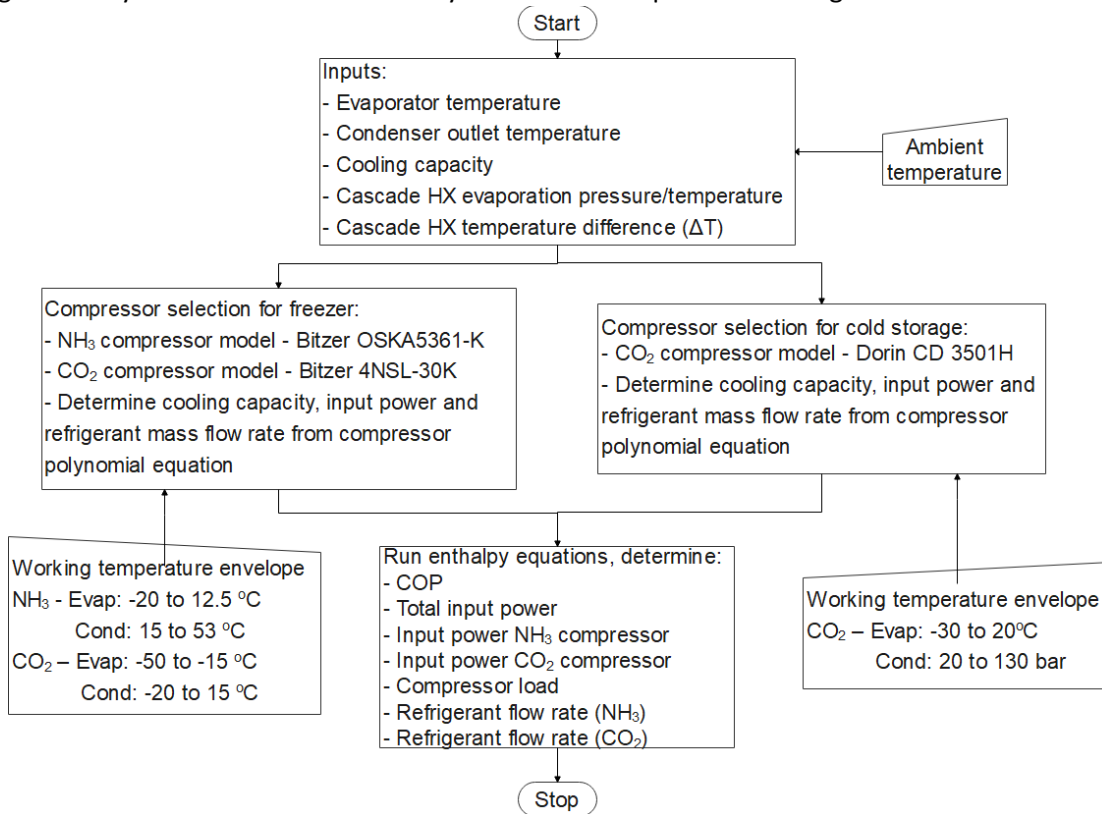 Start
Inputs:
- Evaporator temperature
- Condenser outlet temperature
- Cooling capacity
- Cascade HX evaporation pressure/temperature
- Cascade HX temperature difference (ΔT)
Ambient
temperature
Compressor selection for freezer:
- NH₃ compressor model - Bitzer OSKA5361-K
- CO₂ compressor model - Bitzer 4NSL-30K
- Determine cooling capacity, input power and
refrigerant mass flow rate from compressor
polynomial equation
Compressor selection for cold storage:
- CO₂ compressor model - Dorin CD 3501H
- Determine cooling capacity, input power and
refrigerant mass flow rate from compressor
polynomial equation
Working temperature envelope
NH₃ - Evap: -20 to 12.5 ºC
Cond: 15 to 53 ºC
CO₂ – Evap: -50 to -15 ºC
Cond: -20 to 15 ºC
Run enthalpy equations, determine:
- COP
- Total input power
- Input power NH₃ compressor
- Input power CO₂ compressor
- Compressor load
- Refrigerant flow rate (NH₃)
- Refrigerant flow rate (CO₂)
Working temperature envelope
CO₂ – Evap: -30 to 20ºC
Cond: 20 to 130 bar
Stop